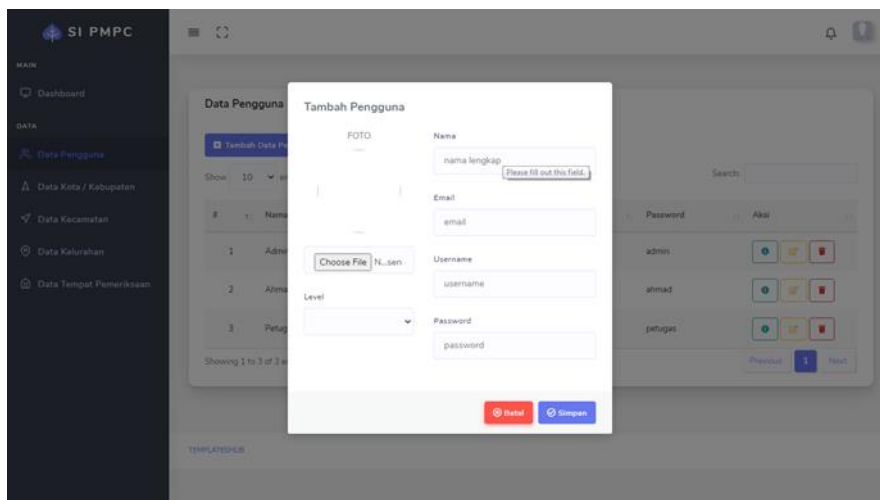 SI PMPC
MAIN
Dashboard
DATA
Data Pengguna
Data Kota / Kabupaten
Data Kecamatan
Data Kelurahan
Data Tempat Pemeriksaan
Data Pengguna
Tambah Data Pe
Show 10
Search:
# Nama Password Aksi
1 Admi admin
2 Ahma ahmad
3 Petug petugas
Showing 1 to 3 of 3 e
Previous 1 Next
TEMPLATESHUB
Tambah Pengguna
FOTO
Choose File N...sen
Level
Nama
nama lengkap
Please fill out this field.
Email
email
Username
username
Password
password
Batal
Simpan